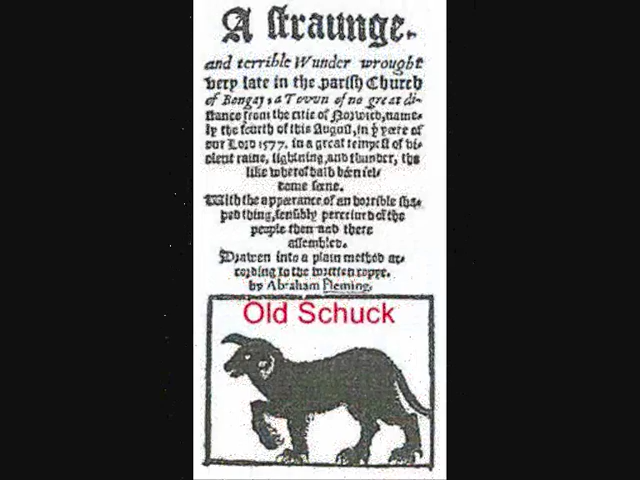 A straunge.
and terrible Wunder wrought
very late in the parish Church
of Bongay, a Town of no great di-
stance from the citie of Norwich, name-
ly the fourth of this August, in ye yeere of
our Lord 1577. in a great tempest of vi-
olent raine, lightning, and thunder, the
like wherof hath been sel-
dome seene.
With the appearance of an horrible sha-
ped thing, sensibly perceived of the
people then and there
assembled.
Drawen into a plain method ac-
cording to the written copye.
by Abraham Fleming.
Old Schuck